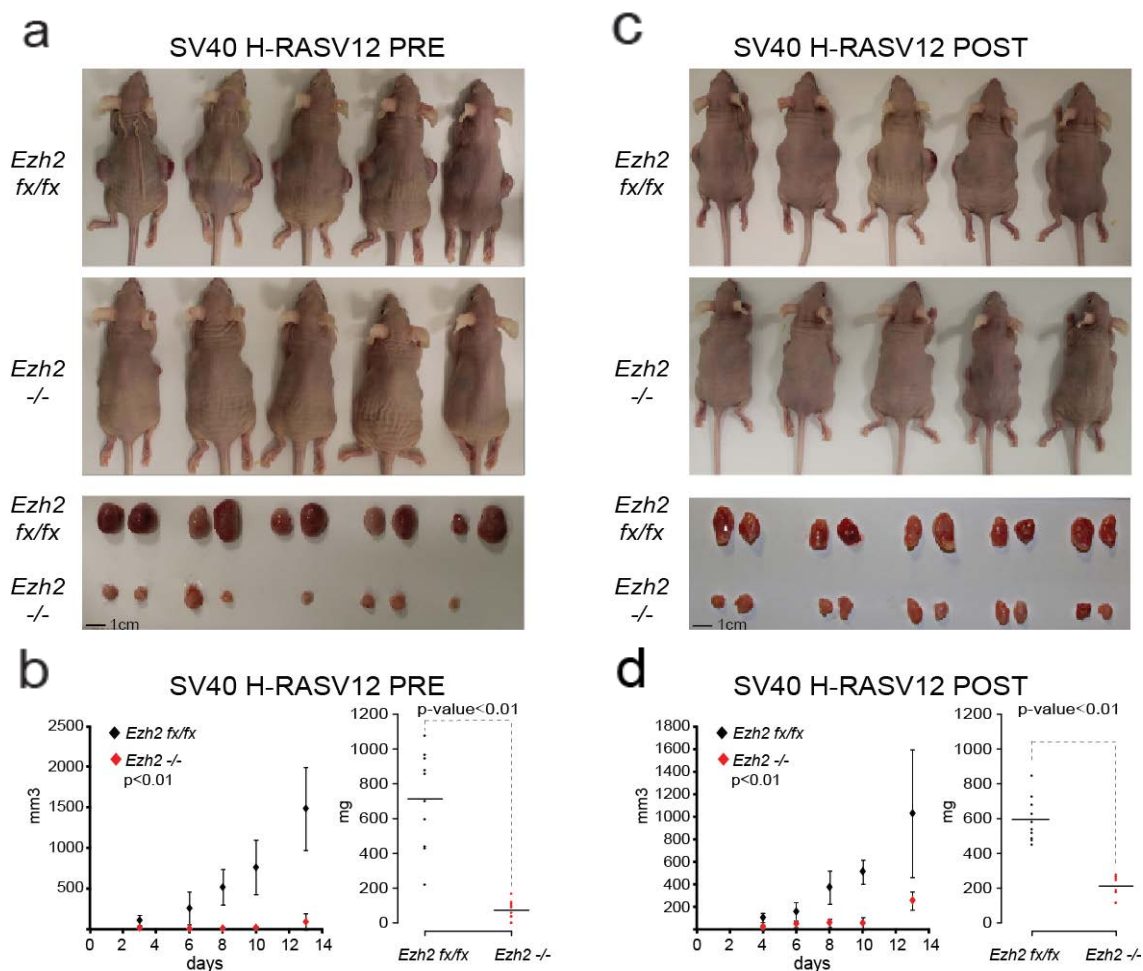 a
SV40 H-RASV12 PRE
Ezh2
fx/fx
Ezh2
-/-
Ezh2
fx/fx
Ezh2
-/-
1cm
c
SV40 H-RASV12 POST
Ezh2
fx/fx
Ezh2
-/-
Ezh2
fx/fx
Ezh2
-/-
1cm
b
SV40 H-RASV12 PRE
2500
2000
1500
1000
500
mm3
Ezh2 fx/fx
Ezh2 -/-
p<0.01
0 2 4 6 8 10 12 14
days
p-value<0.01
1200
1000
800
600
400
200
0
mg
Ezh2 fx/fx Ezh2 -/-
d
SV40 H-RASV12 POST
1800
1600
1400
1200
1000
800
600
400
200
mm3
Ezh2 fx/fx
Ezh2 -/-
p<0.01
0 2 4 6 8 10 12 14
days
p-value<0.01
1200
1000
800
600
400
200
0
mg
Ezh2 fx/fx Ezh2 -/-